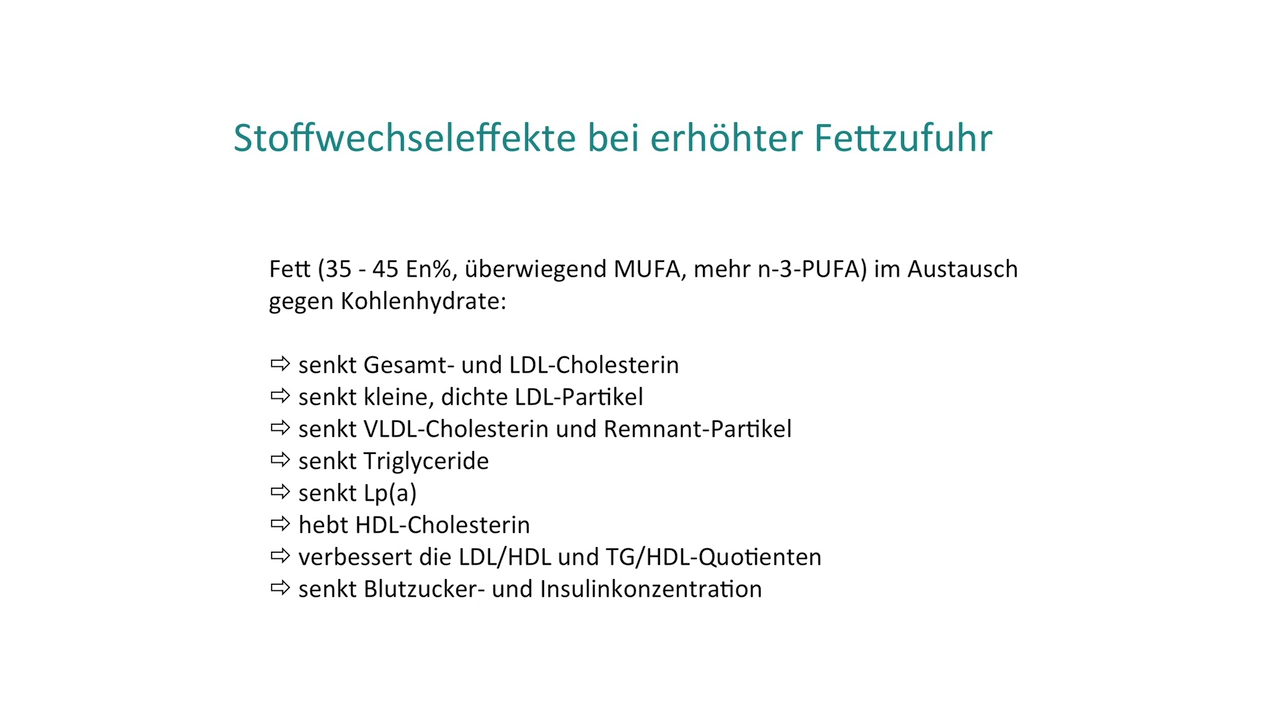 Stoffwechseleffekte bei erhöhter Fettzufuhr
Fett (35 - 45 En%, überwiegend MUFA, mehr n-3-PUFA) im Austausch
gegen Kohlenhydrate:
⇨ senkt Gesamt- und LDL-Cholesterin
⇨ senkt kleine, dichte LDL-Partikel
⇨ senkt VLDL-Cholesterin und Remnant-Partikel
⇨ senkt Triglyceride
⇨ senkt Lp(a)
⇨ hebt HDL-Cholesterin
⇨ verbessert die LDL/HDL und TG/HDL-Quotienten
⇨ senkt Blutzucker- und Insulinkonzentration